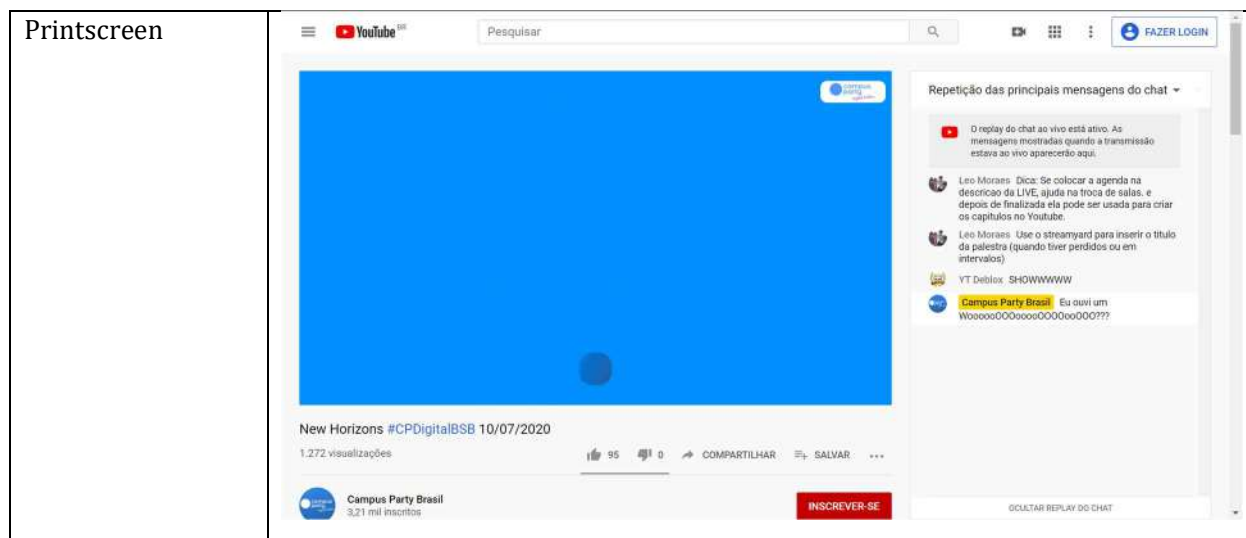 Printscreen
YouTube BR
Pesquisar
FAZER LOGIN
campus
party
Repetição das principais mensagens do chat
O replay do chat ao vivo está ativo. As
mensagens mostradas quando a transmissão
estava ao vivo aparecerão aqui.
Leo Moraes Dica: Se colocar a agenda na
descricao da LIVE, ajuda na troca de salas. e
depois de finalizada ela pode ser usada para criar
os capitulos no Youtube.
Leo Moraes Use o streamyard para inserir o titulo
da palestra (quando tiver perdidos ou em
intervalos)
YT Deblox SHOWWWWW
Campus Party Brasil Eu ouvi um
WoooooOOOooooOOOOooOOO???
New Horizons #CPDigitalBSB 10/07/2020
1.272 visualizações
95 0 COMPARTILHAR SALVAR
Campus Party Brasil
3,21 mil inscritos
INSCREVER-SE
OCULTAR REPLAY DO CHAT